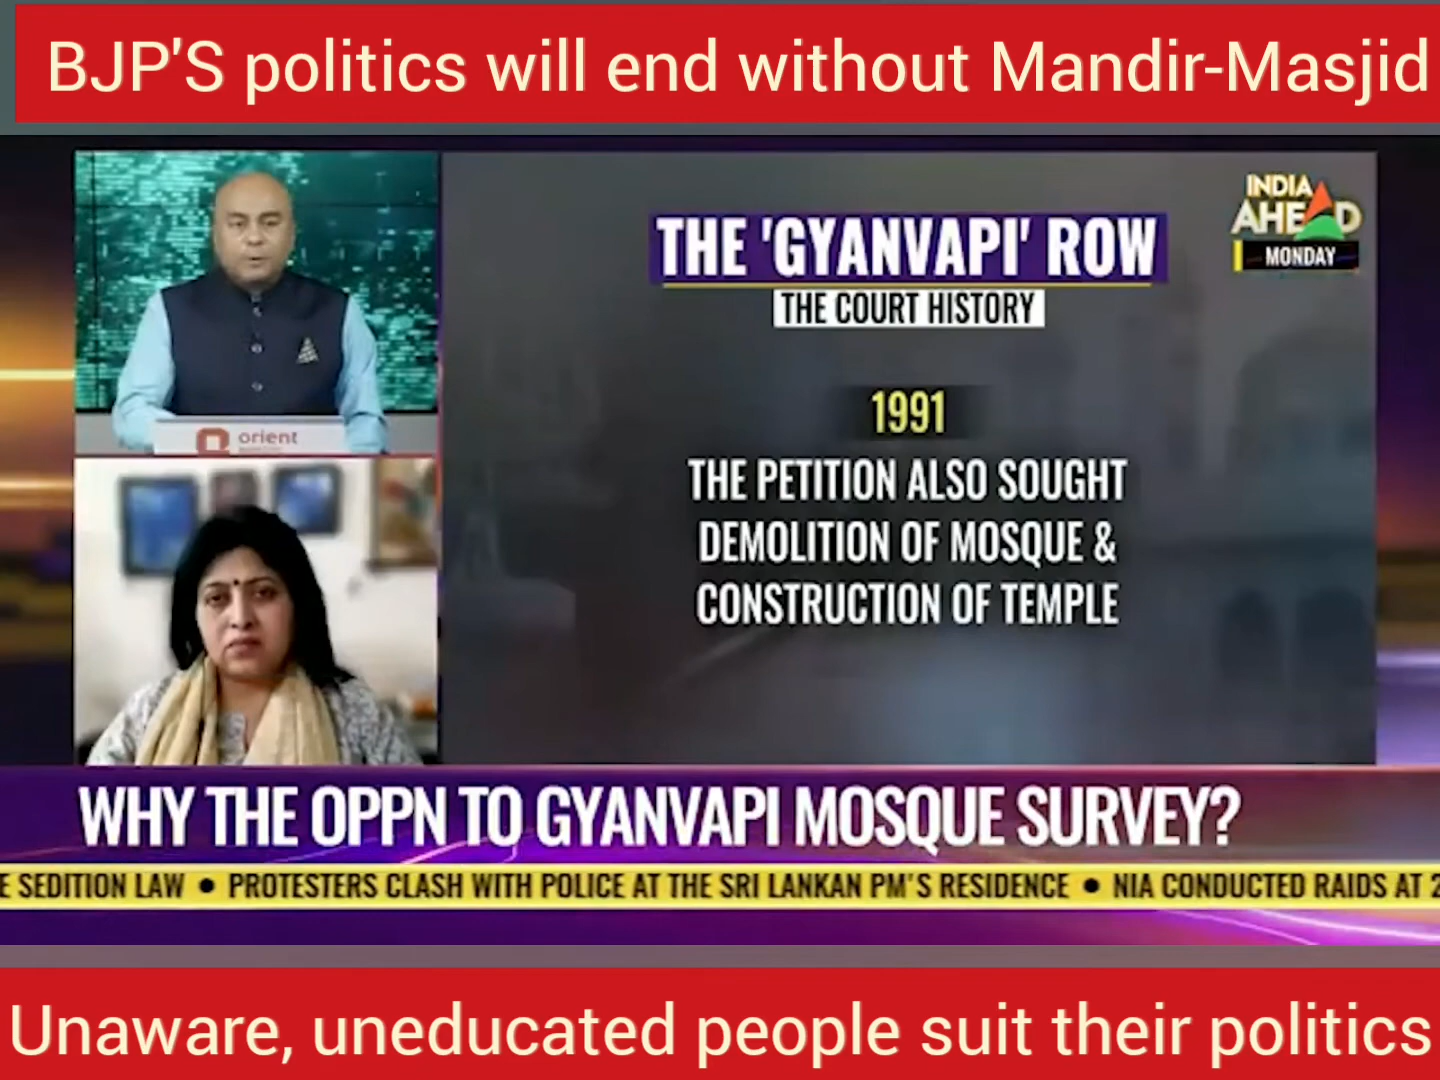 BJP'S politics will end without Mandir-Masjid
INDIA
AHEAD
MONDAY
THE 'GYANVAPI' ROW
THE COURT HISTORY
1991
THE PETITION ALSO SOUGHT
DEMOLITION OF MOSQUE &
CONSTRUCTION OF TEMPLE
orient
WHY THE OPPN TO GYANVAPI MOSQUE SURVEY?
E SEDITION LAW • PROTESTERS CLASH WITH POLICE AT THE SRI LANKAN PM'S RESIDENCE • NIA CONDUCTED RAIDS AT 2
Unaware, uneducated people suit their politics